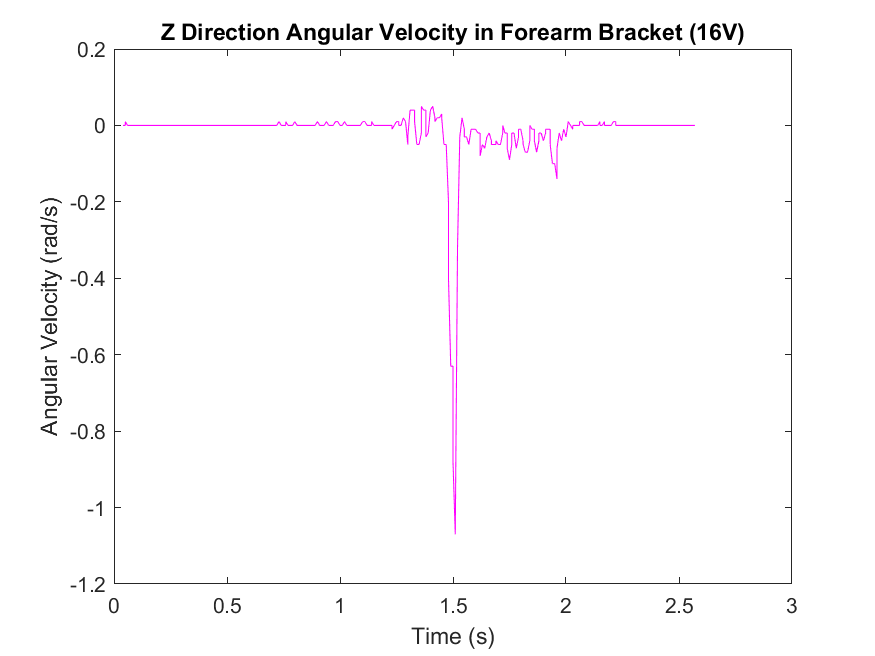 Z Direction Angular Velocity in Forearm Bracket (16V)
0.2
0
-0.2
-0.4
-0.6
-0.8
-1
-1.2
Angular Velocity (rad/s)
0 0.5 1 1.5 2 2.5 3
Time (s)